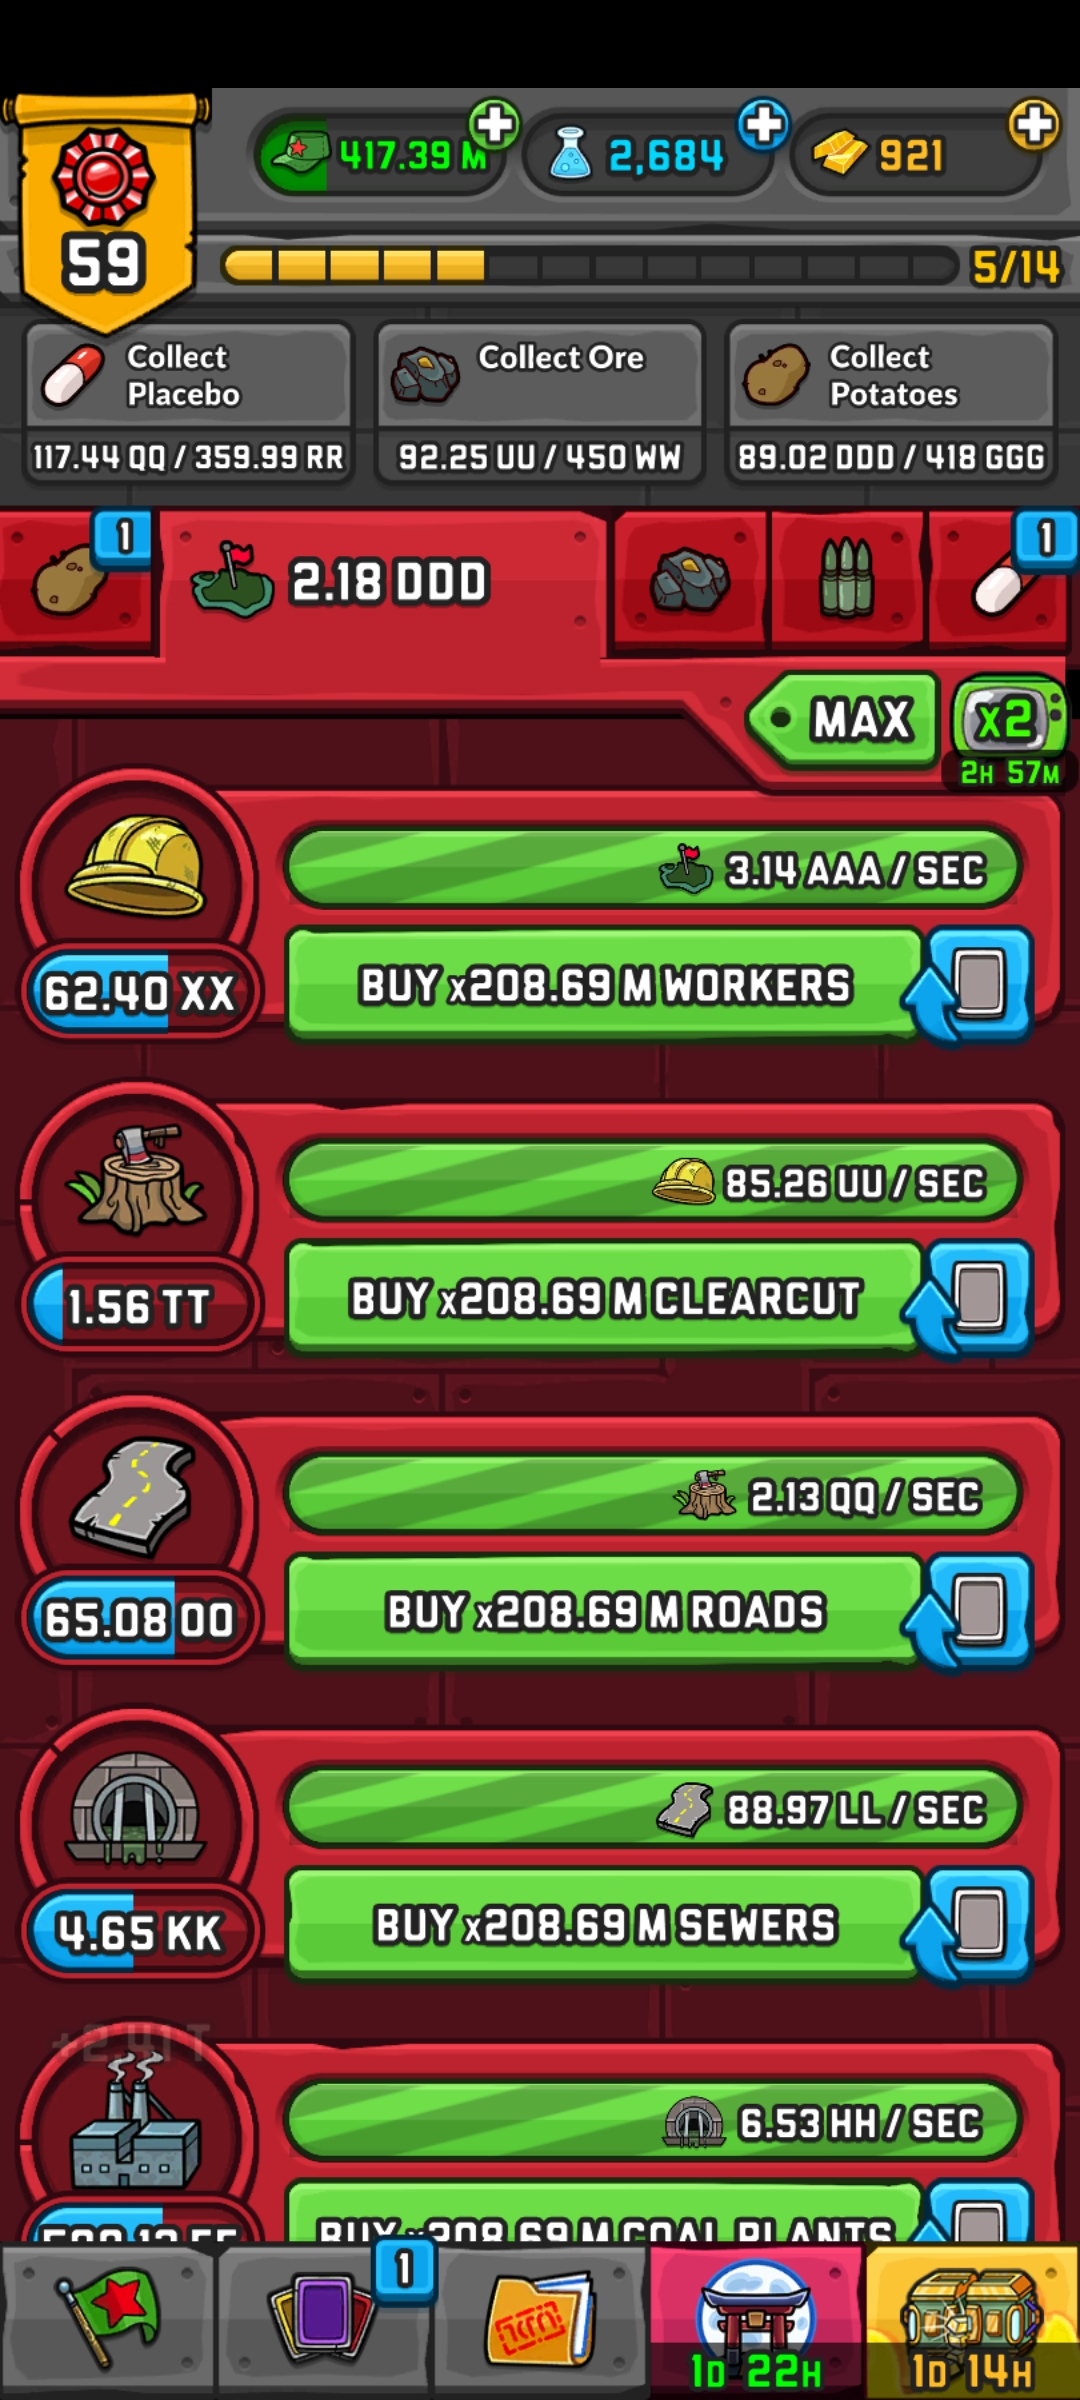 417.39 M
2,684
921
59
5/14
Collect Placebo
117.44 QQ / 359.99 RR
Collect Ore
92.25 UU / 450 WW
Collect Potatoes
89.02 DDD / 418 GGG
1
2.18 DDD
1
MAX
x2
2H 57M
3.14 AAA / SEC
62.40 XX
BUY x208.69 M WORKERS
85.26 UU / SEC
1.56 TT
BUY x208.69 M CLEARCUT
2.13 QQ / SEC
65.08 OO
BUY x208.69 M ROADS
88.97 LL / SEC
4.65 KK
BUY x208.69 M SEWERS
+2.41 T
6.53 HH / SEC
BUY x208.69 M COAL PLANTS
1
1D 22H
1D 14H